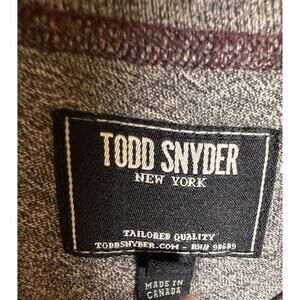 TODD SNYDER
NEW YORK
TAILORED QUALITY
TODDSNYDER.COM - RN# 98689
MADE IN
CANADA